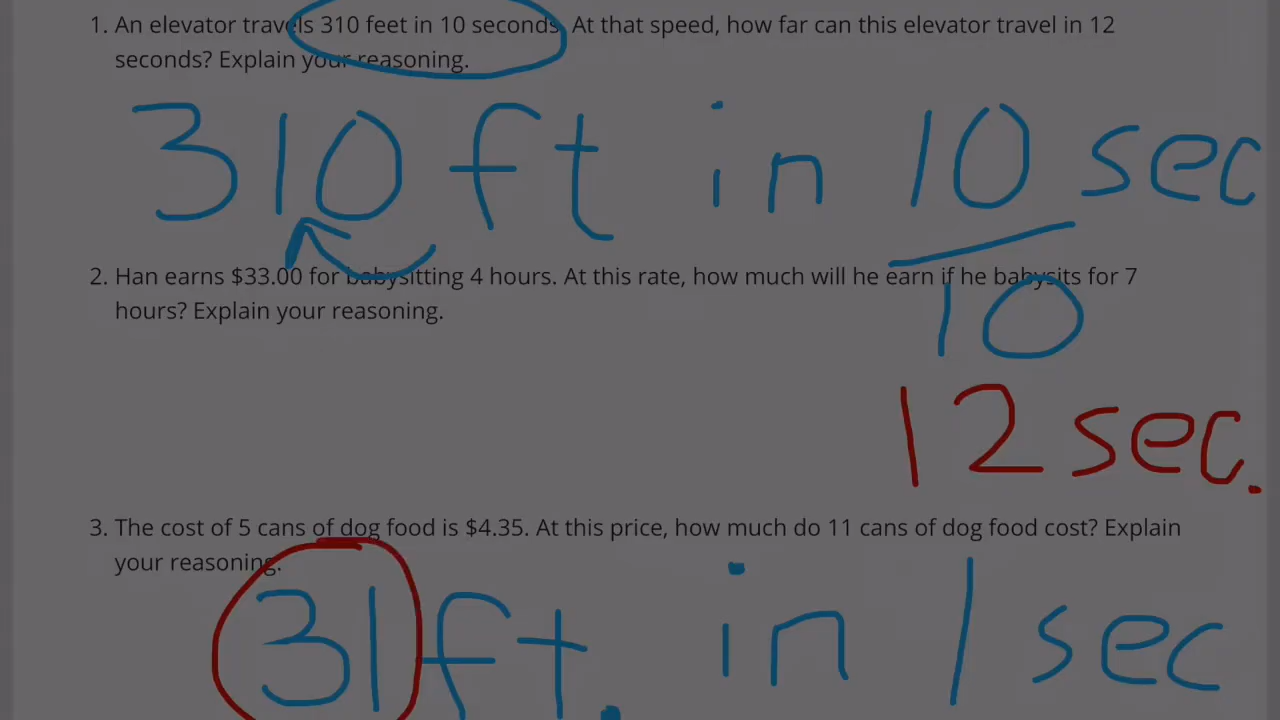 1. An elevator travels 310 feet in 10 seconds. At that speed, how far can this elevator travel in 12
seconds? Explain your reasoning.
310 ft in 10 sec
2. Han earns $33.00 for babysitting 4 hours. At this rate, how much will he earn if he babysits for 7
hours? Explain your reasoning.
10
12 sec.
3. The cost of 5 cans of dog food is $4.35. At this price, how much do 11 cans of dog food cost? Explain
your reasoning.
31 ft. in 1 sec